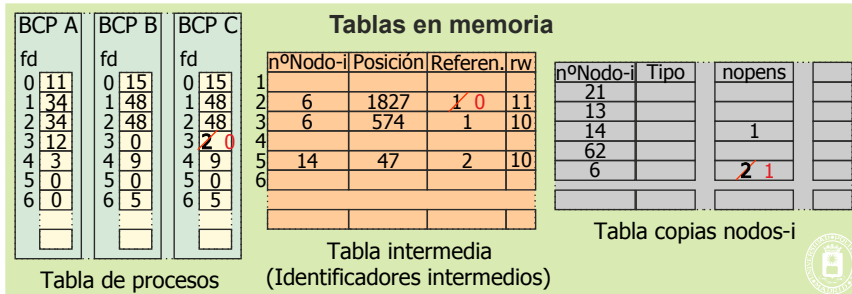 Tablas en memoria
BCP A BCP B BCP C
fd fd fd
0 11 0 15 0 15
1 34 1 48 1 48
2 34 2 48 2 48
3 12 3 0 3 2 0
4 3 4 9 4 9
5 0 5 0 5 0
6 0 6 5 6 5
Tabla de procesos
nºNodo-i Posición Referen. rw
1
2 6 1827 1 0 11
3 6 574 1 10
4
5 14 47 2 10
6
Tabla intermedia
(Identificadores intermedios)
nºNodo-i Tipo nopens
21
13
14 1
62
6 2 1
Tabla copias nodos-i